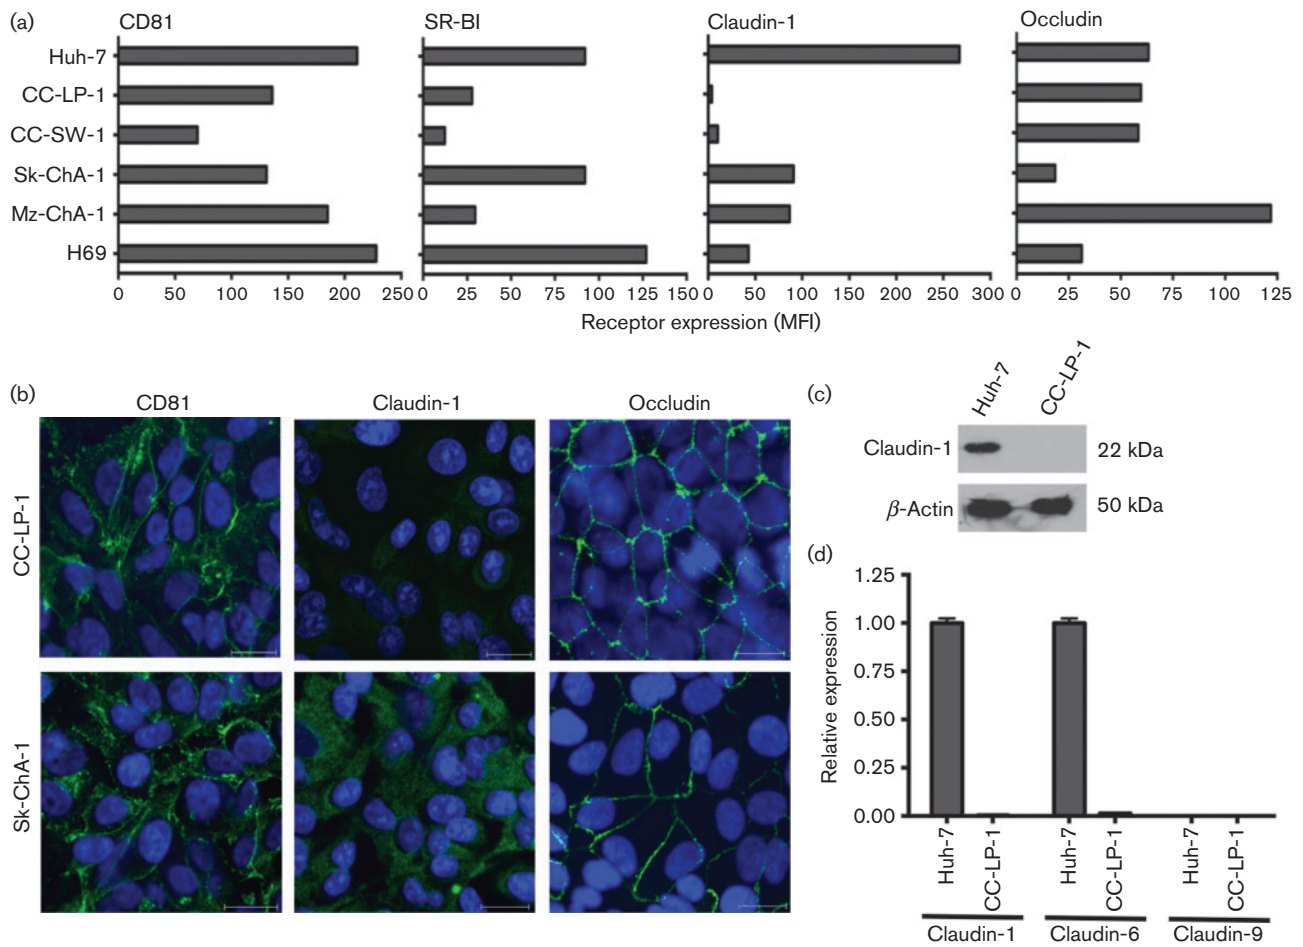 (a)
CD81
SR-BI
Claudin-1
Occludin
Huh-7
CC-LP-1
CC-SW-1
Sk-ChA-1
Mz-ChA-1
H69
0 50 100 150 200 250
0 25 50 75 100 125 150
0 50 100 150 200 250 300
0 25 50 75 100 125
Receptor expression (MFI)
(b)
CD81
Claudin-1
Occludin
CC-LP-1
Sk-ChA-1
(c)
Huh-7
CC-LP-1
Claudin-1
22 kDa
β-Actin
50 kDa
(d)
Relative expression
1.25
1.00
0.75
0.50
0.25
0.00
Huh-7
CC-LP-1
Huh-7
CC-LP-1
Huh-7
CC-LP-1
Claudin-1
Claudin-6
Claudin-9